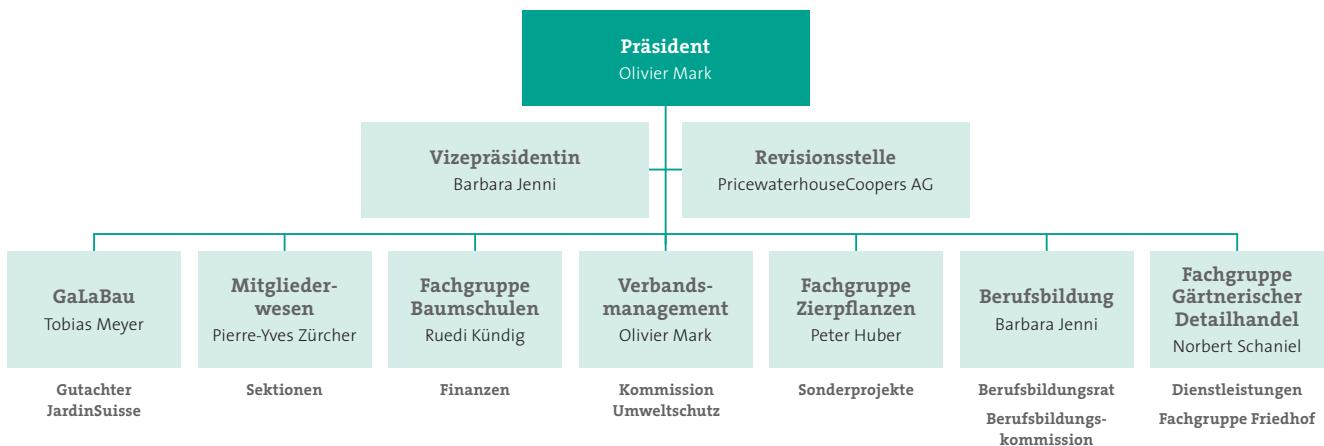 Präsident
Olivier Mark
Vizepräsidentin
Barbara Jenni
Revisionsstelle
PricewaterhouseCoopers AG
GaLaBau
Tobias Meyer
Mitglieder-
wesen
Pierre-Yves Zürcher
Fachgruppe
Baumschulen
Ruedi Kündig
Verbands-
management
Olivier Mark
Fachgruppe
Zierpflanzen
Peter Huber
Berufsbildung
Barbara Jenni
Fachgruppe
Gärtnerischer
Detailhandel
Norbert Schaniel
Gutachter
JardinSuisse
Sektionen
Finanzen
Kommission
Umweltschutz
Sonderprojekte
Berufsbildungsrat
Berufsbildungs-
kommission
Dienstleistungen
Fachgruppe Friedhof